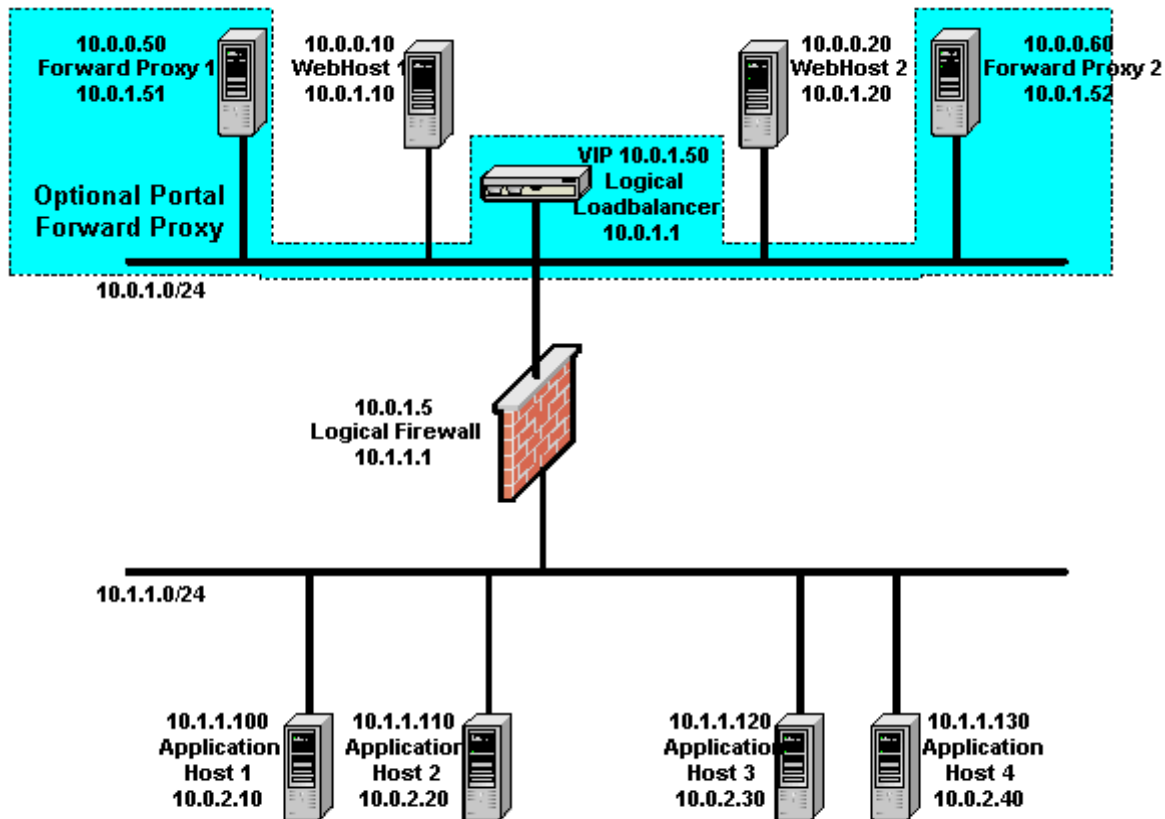 10.0.0.50
Forward Proxy 1
10.0.1.51
10.0.0.10
WebHost 1
10.0.1.10
10.0.0.20
WebHost 2
10.0.1.20
10.0.0.60
Forward Proxy 2
10.0.1.52
VIP 10.0.1.50
Logical
Loadbalancer
10.0.1.1
Optional Portal
Forward Proxy
10.0.1.0/24
10.0.1.5
Logical Firewall
10.1.1.1
10.1.1.0/24
10.1.1.100
Application
Host 1
10.0.2.10
10.1.1.110
Application
Host 2
10.0.2.20
10.1.1.120
Application
Host 3
10.0.2.30
10.1.1.130
Application
Host 4
10.0.2.40